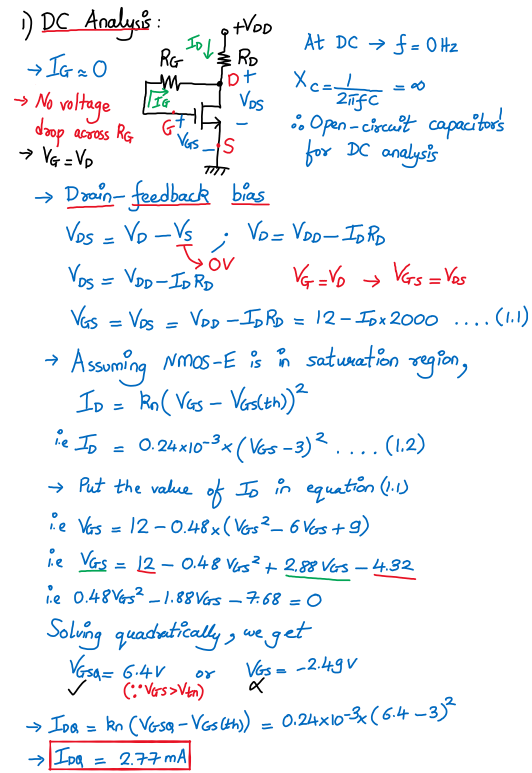 i) DC Analysis:
→ IG ≈ 0
→ No voltage
drop across RG
→ VG = VD
+VDD
ID ↓
RD
RG
IG
D +
VDS
G +
VGS –
–
S
At DC → f = 0 Hz
XC = 1/2πfC = ∞
∴ Open-circuit capacitors
for DC analysis
→ Drain-feedback bias
VDS = VD – VS ; VD = VDD – IDRD
→ 0V
VDS = VDD – IDRD VG = VD → VGS = VDS
VGS = VDS = VDD – IDRD = 12 – ID×2000 .... (1.1)
→ Assuming NMOS-E is in saturation region,
ID = kn(VGS – VGS(th))²
i.e ID = 0.24×10⁻³×(VGS – 3)² .... (1.2)
→ Put the value of ID in equation (1.1)
i.e VGS = 12 – 0.48×(VGS² – 6VGS + 9)
i.e VGS = 12 – 0.48 VGS² + 2.88 VGS – 4.32
i.e 0.48VGS² – 1.88VGS – 7.68 = 0
Solving quadratically, we get
VGSQ = 6.4V or VGS = –2.49V
✓ (∵ VGS > Vtn) ×
→ IDQ = kn (VGSQ – VGS(th)) = 0.24×10⁻³×(6.4 – 3)²
→ IDQ = 2.77 mA